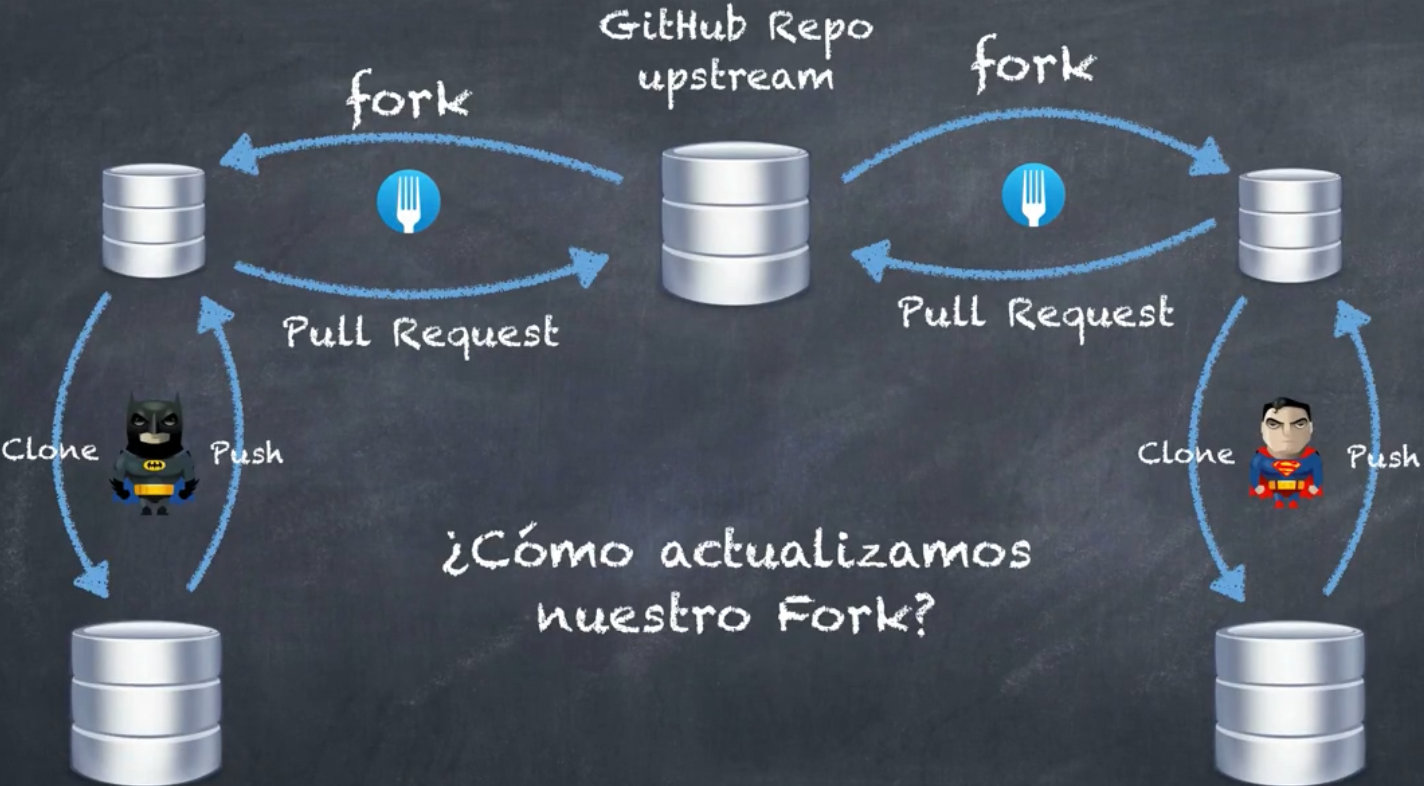 GitHub Repo
upstream
fork
fork
Pull Request
Pull Request
Clone
Push
Clone
Push
¿Cómo actualizamos
nuestro Fork?